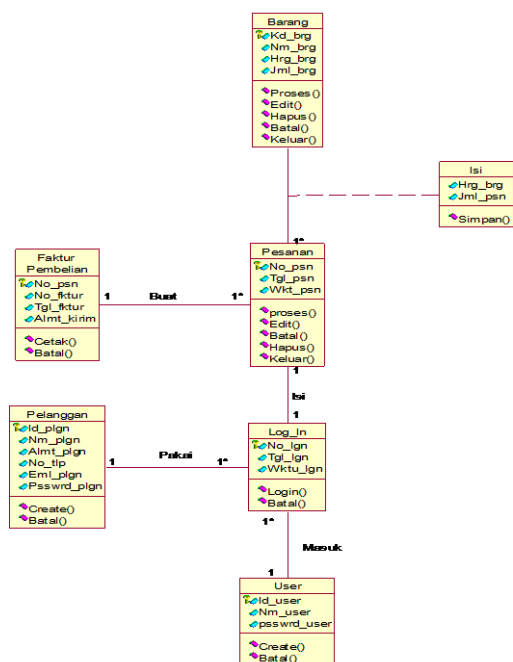 Barang
Kd_brg
Nm_brg
Hrg_brg
Jml_brg
Proses()
Edit()
Hapus()
Batal()
Keluar()
Isi
Hrg_brg
Jml_psn
Simpan()
1*
Pesanan
No_psn
Tgl_psn
Wkt_psn
proses()
Edit()
Batal()
Hapus()
Keluar()
Faktur
Pembelian
No_psn
No_fktur
Tgl_fktur
Almt_kirim
Cetak()
Batal()
1
Buat
1*
1
Isi
1
Pelanggan
Id_plgn
Nm_plgn
Almt_plgn
No_tlp
Eml_plgn
Psswrd_plgn
Create()
Batal()
1
Pakai
1*
Log_In
No_lgn
Tgl_lgn
Wktu_lgn
Login()
Batal()
1*
Masuk
1
User
Id_user
Nm_user
psswrd_user
Create()
Batal()